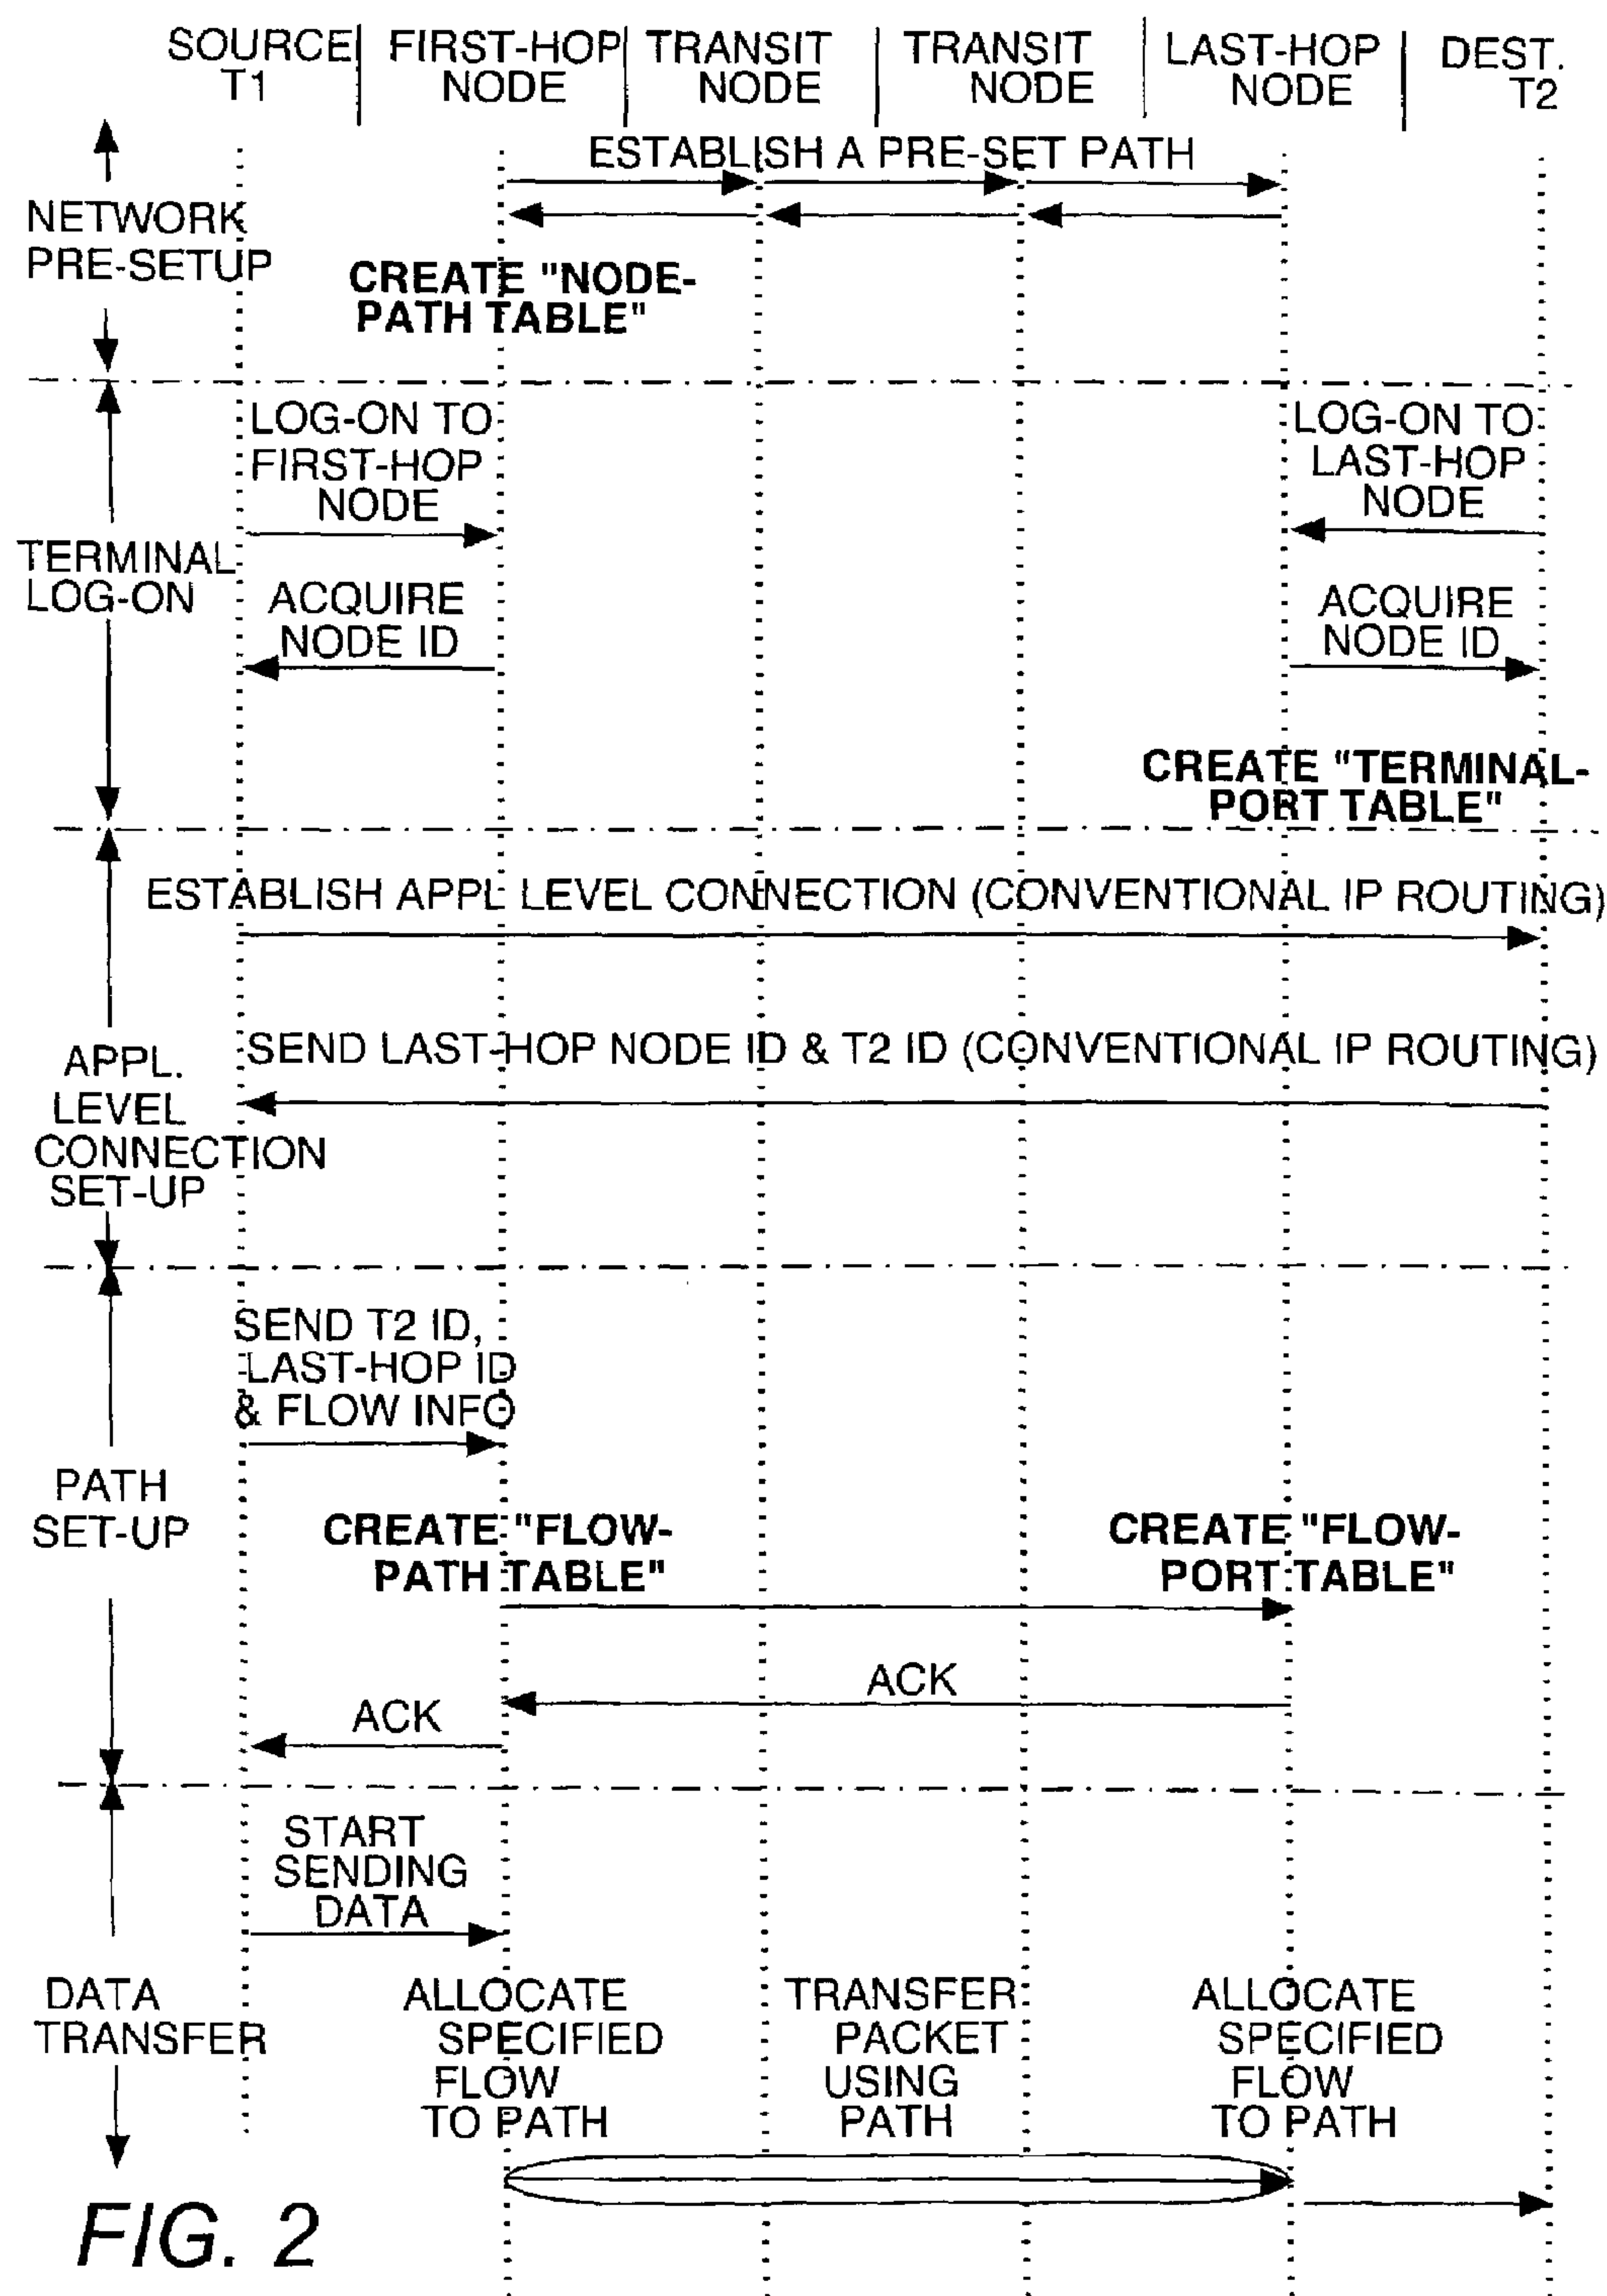 SOURCE T1
FIRST-HOP NODE
TRANSIT NODE
TRANSIT NODE
LAST-HOP NODE
DEST. T2
ESTABLISH A PRE-SET PATH
NETWORK
PRE-SETUP
CREATE "NODE-
PATH TABLE"
LOG-ON TO
FIRST-HOP
NODE
LOG-ON TO
LAST-HOP
NODE
TERMINAL
LOG-ON
ACQUIRE
NODE ID
ACQUIRE
NODE ID
CREATE "TERMINAL-
PORT TABLE"
ESTABLISH APPL LEVEL CONNECTION (CONVENTIONAL IP ROUTING)
SEND LAST-HOP NODE ID & T2 ID (CONVENTIONAL IP ROUTING)
APPL.
LEVEL
CONNECTION
SET-UP
SEND T2 ID,
LAST-HOP ID
& FLOW INFO
PATH
SET-UP
CREATE "FLOW-
PATH TABLE"
CREATE "FLOW-
PORT TABLE"
ACK
ACK
START
SENDING
DATA
DATA
TRANSFER
ALLOCATE
SPECIFIED
FLOW
TO PATH
TRANSFER
PACKET
USING
PATH
ALLOCATE
SPECIFIED
FLOW
TO PATH
FIG. 2